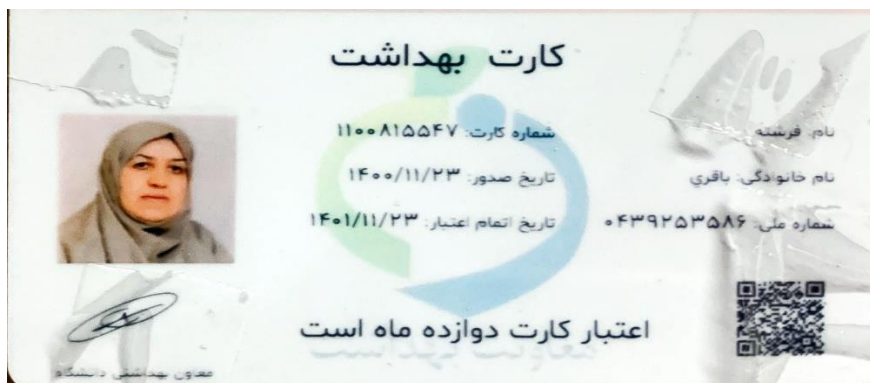 کارت بهداشت
نام: فرشته
شماره کارت: ۱۱۰۰۸۱۵۵۴۷
نام خانوادگی: باقري
تاریخ صدور: ۱۴۰۰/۱۱/۲۳
شماره ملی: ۰۴۳۹۲۵۳۵۸۶
تاریخ اتمام اعتبار: ۱۴۰۱/۱۱/۲۳
اعتبار کارت دوازده ماه است
معاون بهداشتی دانشگاه